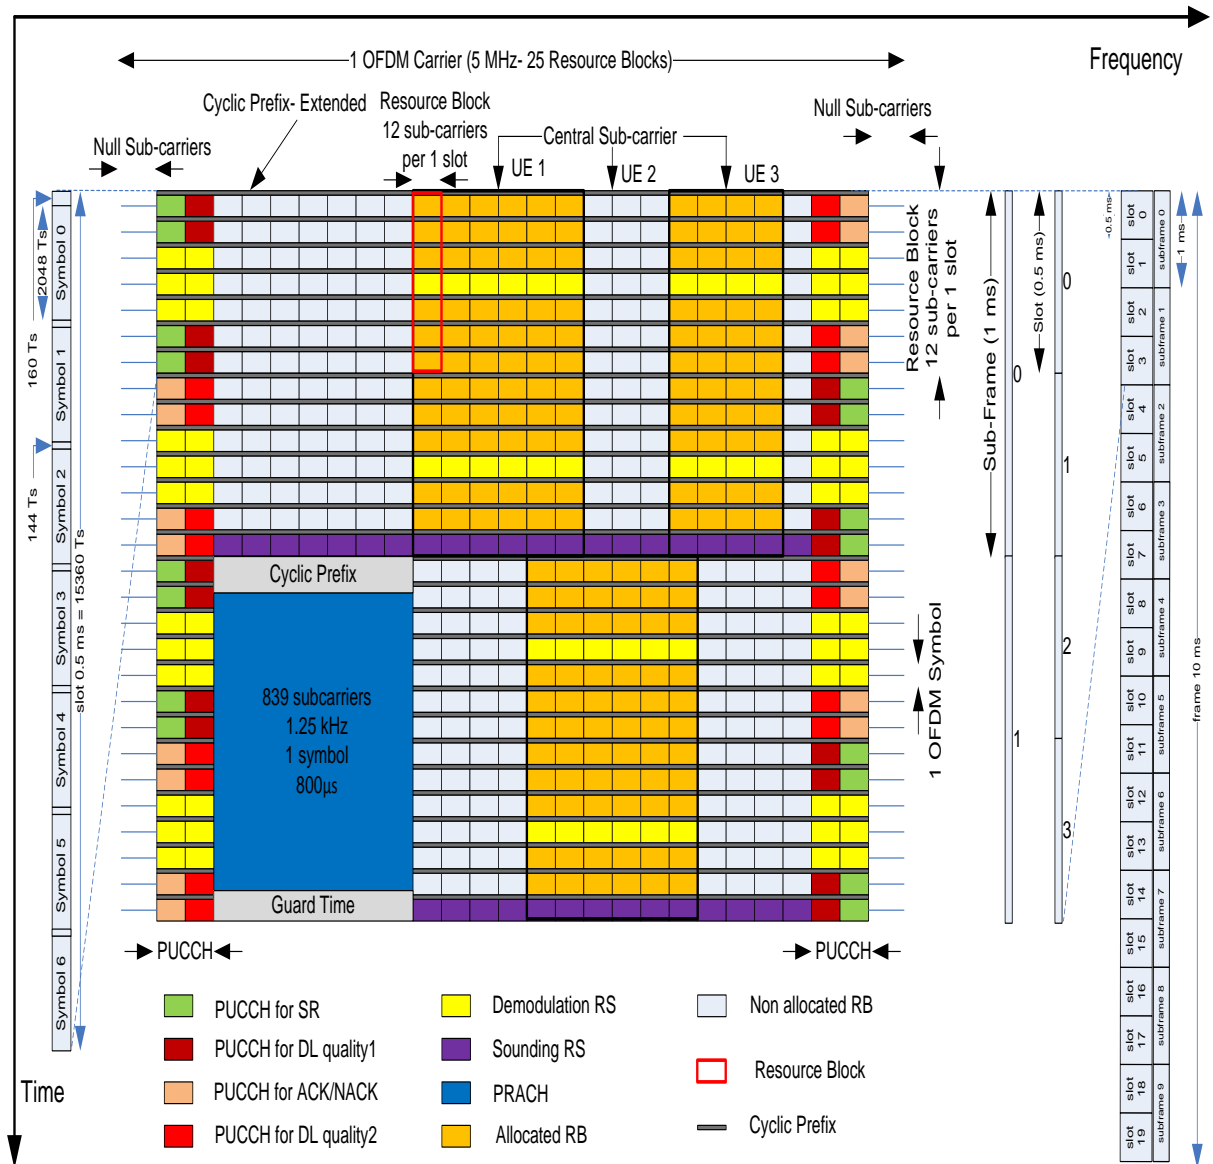 Frequency
1 OFDM Carrier (5 MHz- 25 Resource Blocks)
Cyclic Prefix- Extended
Resource Block
12 sub-carriers
per 1 slot
Central Sub-carrier
Null Sub-carriers
Null Sub-carriers
UE 1
UE 2
UE 3
Symbol 0
Symbol 1
Symbol 2
Symbol 3
Symbol 4
Symbol 5
Symbol 6
2048 Ts
160 Ts
144 Ts
slot 0.5 ms = 15360 Ts
Resource Block
12 sub-carriers
per 1 slot
1 OFDM Symbol
Sub-Frame (1 ms)
Slot (0.5 ms)
0
1
0
1
2
3
0.5 ms
1 ms
frame 10 ms
slot 0
slot 1
slot 2
slot 3
slot 4
slot 5
slot 6
slot 7
slot 8
slot 9
slot 10
slot 11
slot 12
slot 13
slot 14
slot 15
slot 16
slot 17
slot 18
slot 19
subframe 0
subframe 1
subframe 2
subframe 3
subframe 4
subframe 5
subframe 6
subframe 7
subframe 8
subframe 9
Cyclic Prefix
839 subcarriers
1.25 kHz
1 symbol
800µs
Guard Time
PUCCH
PUCCH
PUCCH for SR
PUCCH for DL quality1
PUCCH for ACK/NACK
PUCCH for DL quality2
Demodulation RS
Sounding RS
PRACH
Allocated RB
Non allocated RB
Resource Block
Cyclic Prefix
Time